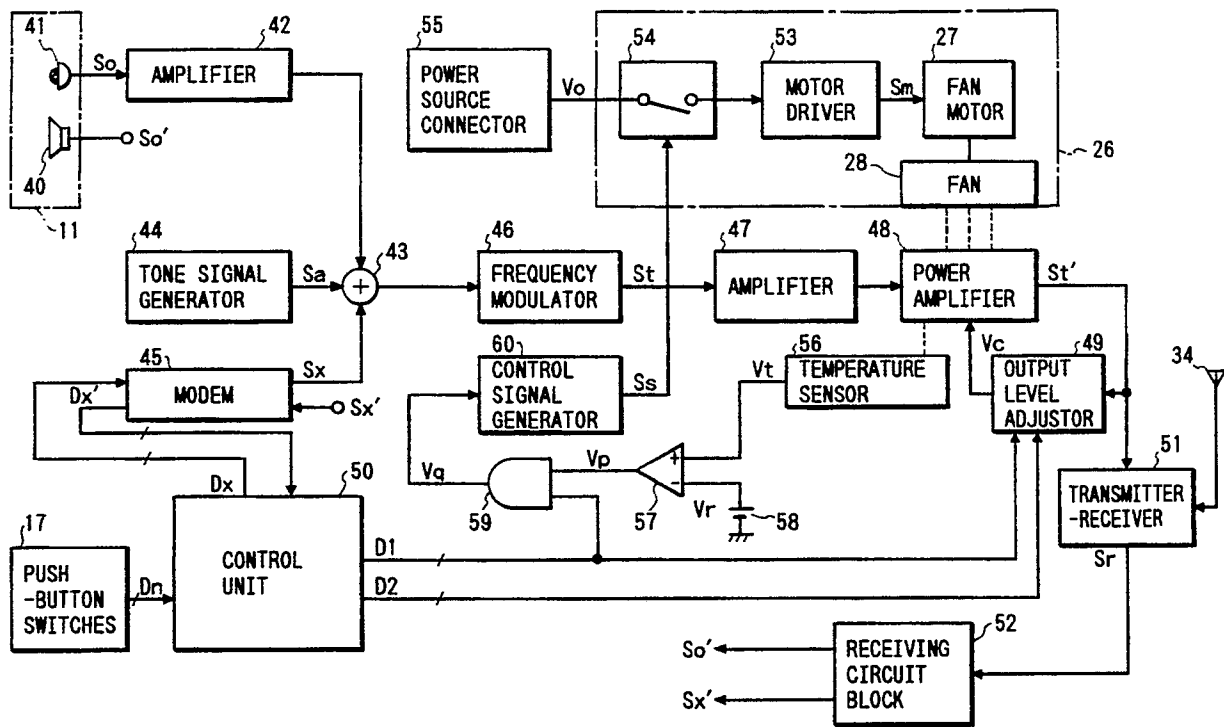 41
So
42
AMPLIFIER
40
So'
11
55
POWER
SOURCE
CONNECTOR
Vo
54
53
MOTOR
DRIVER
Sm
27
FAN
MOTOR
28
FAN
26
44
TONE SIGNAL
GENERATOR
Sa
43
46
FREQUENCY
MODULATOR
St
47
AMPLIFIER
48
POWER
AMPLIFIER
St'
45
MODEM
Sx
Sx'
Dx'
Dx
60
CONTROL
SIGNAL
GENERATOR
Ss
56
TEMPERATURE
SENSOR
Vt
Vc
49
OUTPUT
LEVEL
ADJUSTOR
34
Vq
59
Vp
+
-
57
Vr
58
51
TRANSMITTER
-RECEIVER
Sr
17
PUSH
-BUTTON
SWITCHES
Dn
50
CONTROL
UNIT
D1
D2
52
RECEIVING
CIRCUIT
BLOCK
So'
Sx'